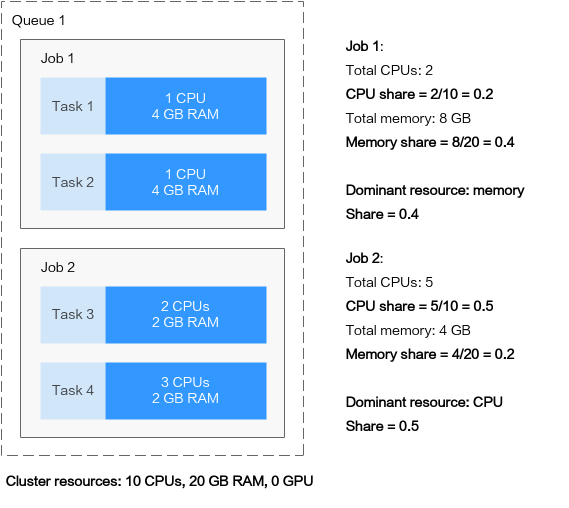 Queue 1
Job 1
Task 1
1 CPU
4 GB RAM
Task 2
1 CPU
4 GB RAM
Job 2
Task 3
2 CPUs
2 GB RAM
Task 4
3 CPUs
2 GB RAM
Job 1:
Total CPUs: 2
CPU share = 2/10 = 0.2
Total memory: 8 GB
Memory share = 8/20 = 0.4
Dominant resource: memory
Share = 0.4
Job 2:
Total CPUs: 5
CPU share = 5/10 = 0.5
Total memory: 4 GB
Memory share = 4/20 = 0.2
Dominant resource: CPU
Share = 0.5
Cluster resources: 10 CPUs, 20 GB RAM, 0 GPU